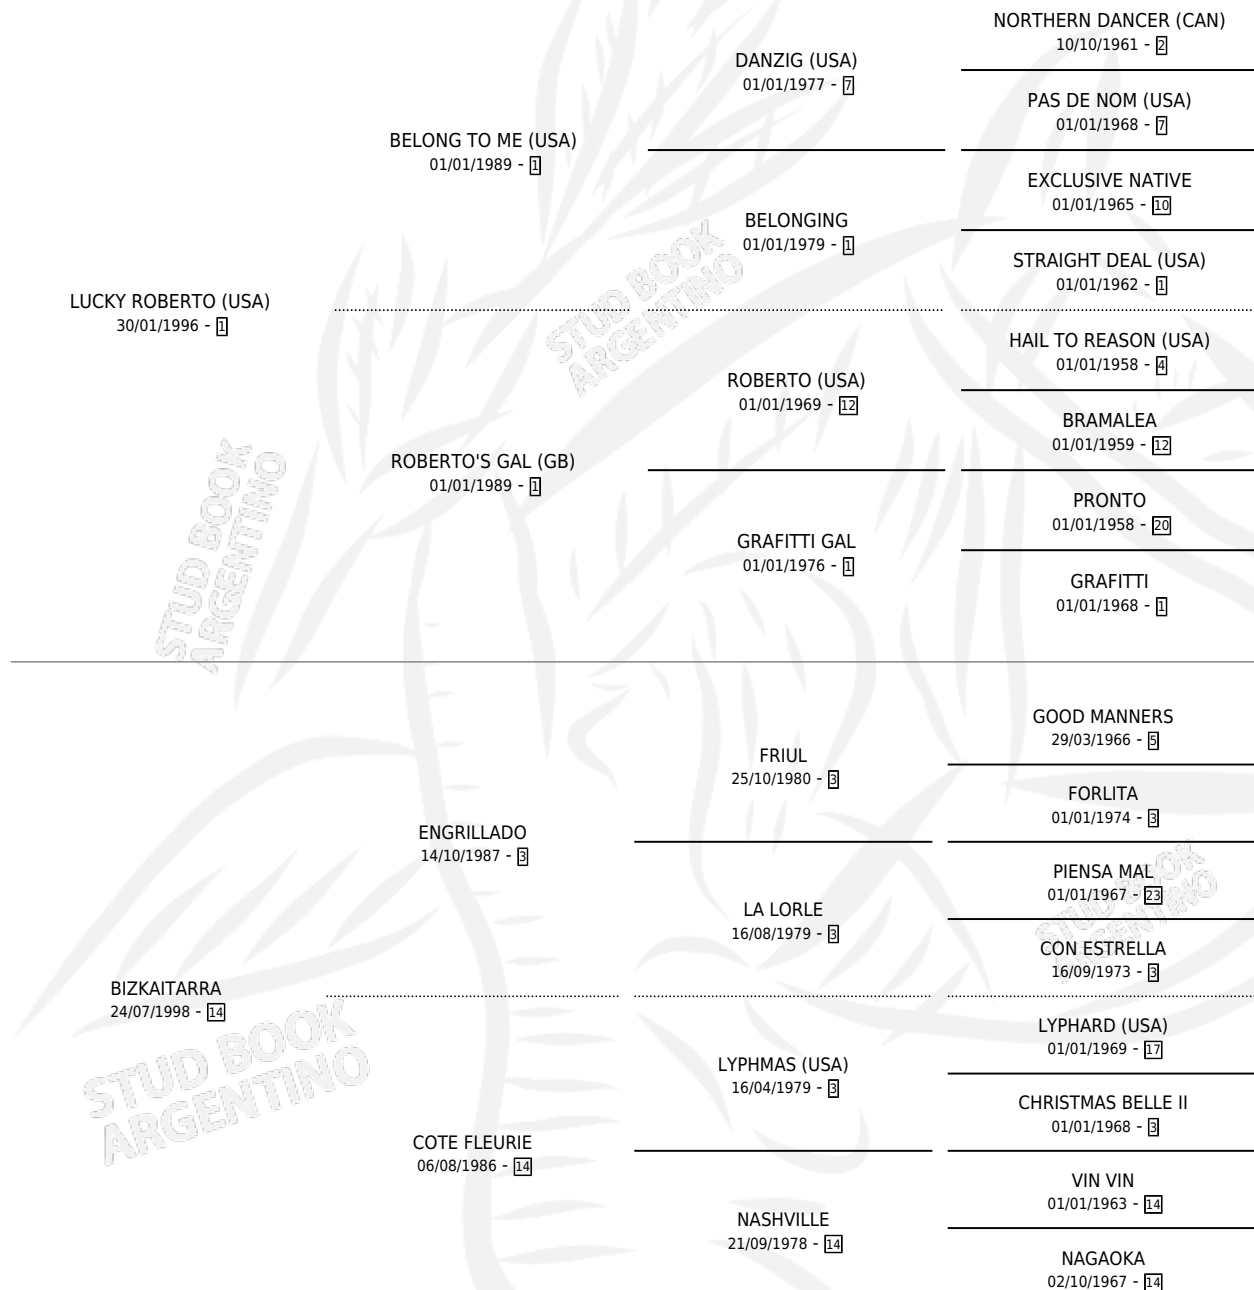 NORTHERN DANCER (CAN)
10/10/1961 - 2
DANZIG (USA)
01/01/1977 - 7
PAS DE NOM (USA)
01/01/1968 - 7
BELONG TO ME (USA)
01/01/1989 - 1
EXCLUSIVE NATIVE
01/01/1965 - 10
BELONGING
01/01/1979 - 1
STRAIGHT DEAL (USA)
01/01/1962 - 1
LUCKY ROBERTO (USA)
30/01/1996 - 1
HAIL TO REASON (USA)
01/01/1958 - 4
ROBERTO (USA)
01/01/1969 - 12
BRAMALEA
01/01/1959 - 12
ROBERTO'S GAL (GB)
01/01/1989 - 1
PRONTO
01/01/1958 - 20
GRAFITTI GAL
01/01/1976 - 1
GRAFITTI
01/01/1968 - 1
STUD BOOK
ARGENTINO
STUD BOOK
ARGENTINO
GOOD MANNERS
29/03/1966 - 5
FRIUL
25/10/1980 - 3
FORLITA
01/01/1974 - 3
ENGRILLADO
14/10/1987 - 3
PIENSA MAL
01/01/1967 - 23
LA LORLE
16/08/1979 - 3
CON ESTRELLA
16/09/1973 - 3
BIZKAITARRA
24/07/1998 - 14
LYPHARD (USA)
01/01/1969 - 17
LYPHMAS (USA)
16/04/1979 - 3
CHRISTMAS BELLE II
01/01/1968 - 3
COTE FLEURIE
06/08/1986 - 14
VIN VIN
01/01/1963 - 14
NASHVILLE
21/09/1978 - 14
NAGAOKA
02/10/1967 - 14
STUD BOOK
ARGENTINO
STUD BOOK
ARGENTINO